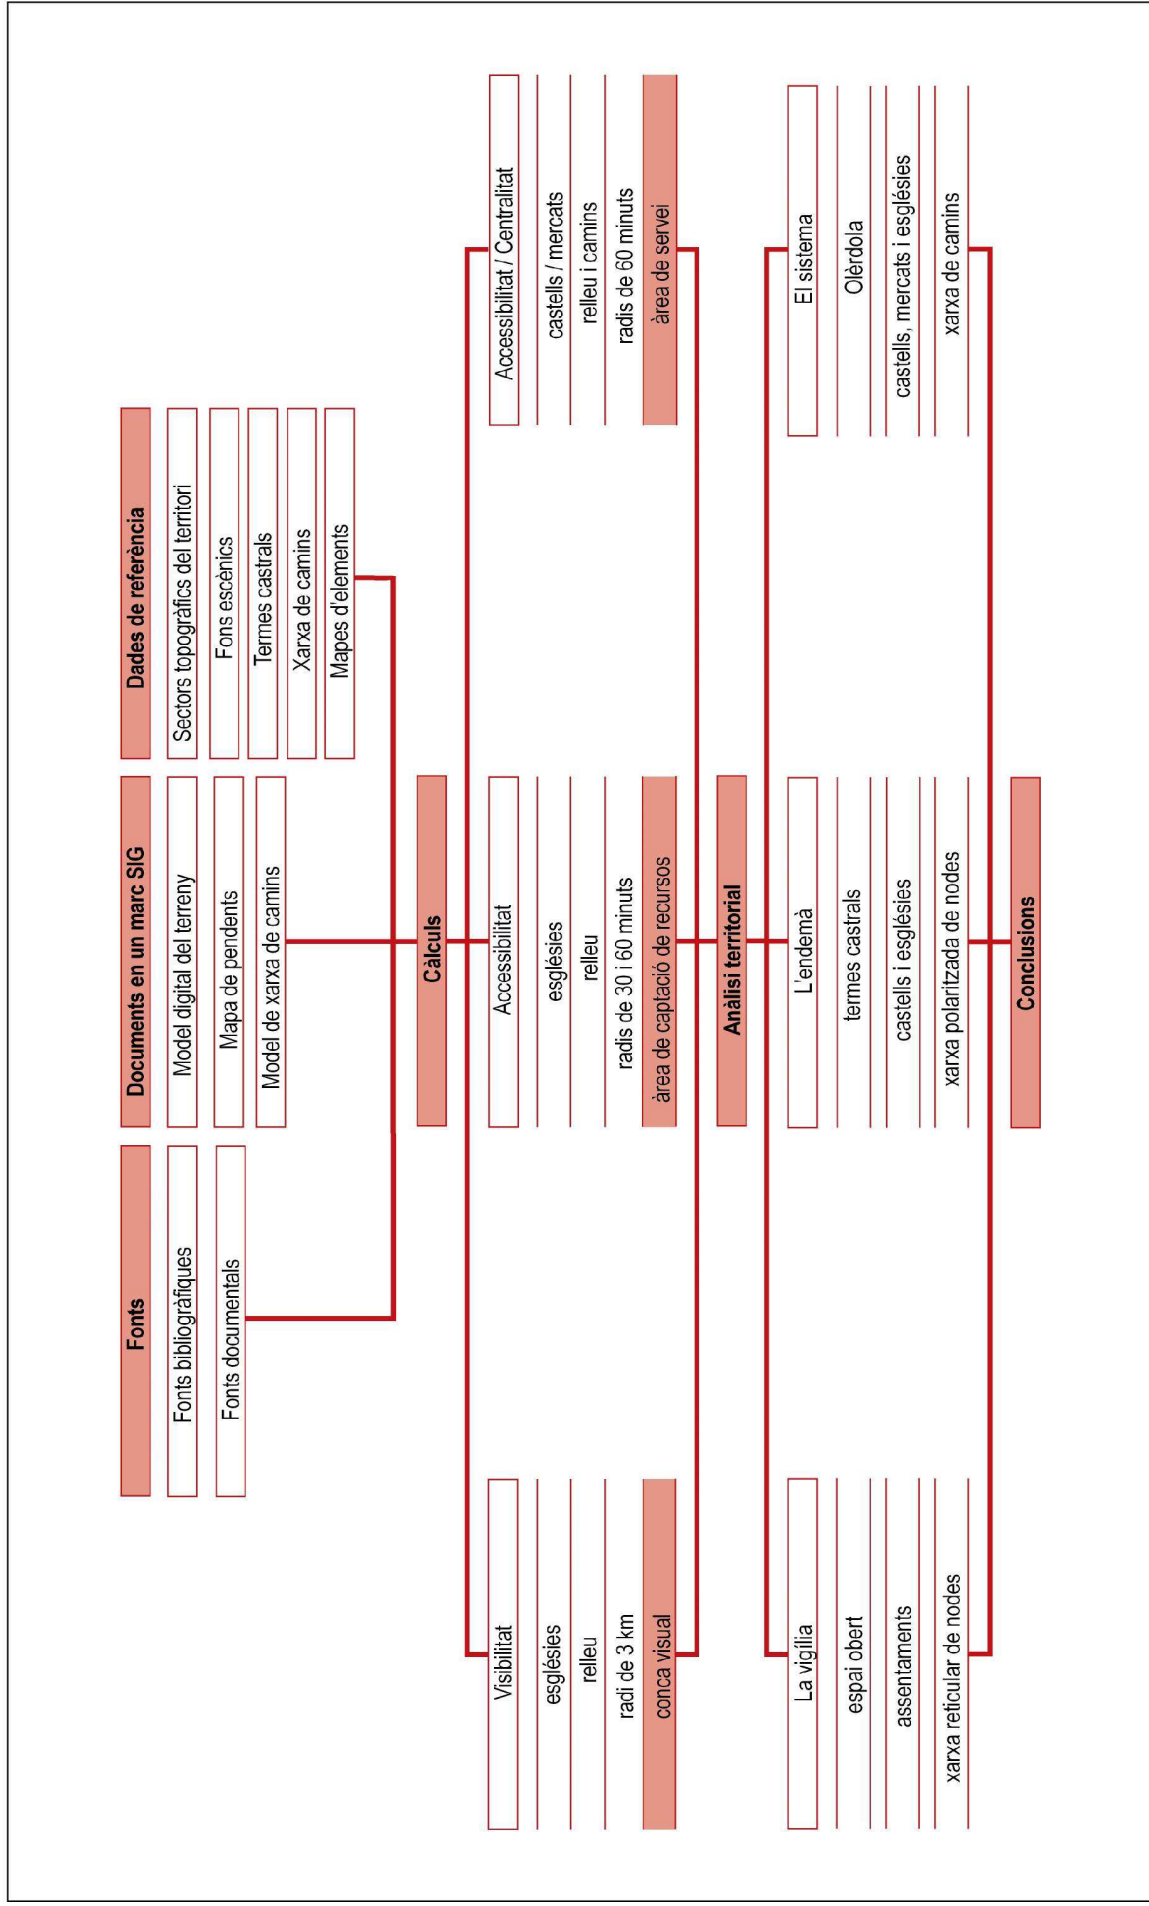 Fonts
Fonts bibliogràfiques
Fonts documentals
Documents en un marc SIG
Model digital del terreny
Mapa de pendents
Model de xarxa de camins
Dades de referència
Sectors topogràfics del territori
Fons escènics
Termes castrals
Xarxa de camins
Mapes d'elements
Càlculs
Visibilitat
esglésies
relleu
radi de 3 km
conca visual
Accessibilitat
esglésies
relleu
radis de 30 i 60 minuts
àrea de captació de recursos
Accessibilitat / Centralitat
castells / mercats
relleu i camins
radis de 60 minuts
àrea de servei
Anàlisi territorial
La vigília
espai obert
assentaments
xarxa reticular de nodes
L'endemà
termes castrals
castells i esglésies
xarxa polaritzada de nodes
El sistema
Olèrdola
castells, mercats i esglésies
xarxa de camins
Conclusions